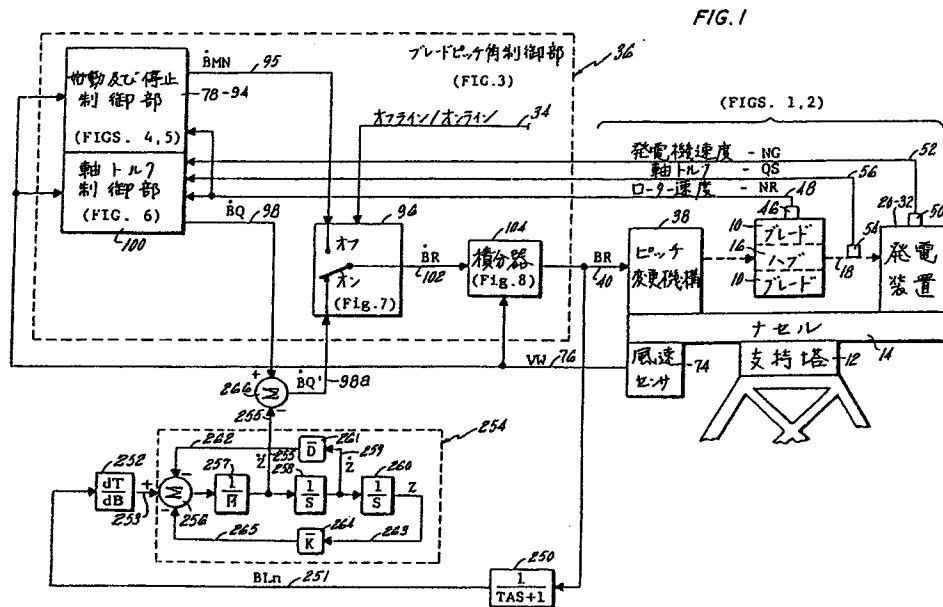 FIG. 1
ḂMN
95
ブレードピッチ角制御部
(FIG.3)
36
始動及び停止
制御部
(FIGS. 4,5)
78-94
オフライン/オンライン
34
(FIGS. 1,2)
発電機速度 - NG
52
軸トルク - QS
56
ローター速度 - NR
48
軸トルク
制御部
(FIG. 6)
100
ḂQ
98
96
オフ
オン
(Fig.7)
ḂR
102
104
積分器
(Fig.8)
BR
40
38
ピッチ
変更機構
46
10
ブレード
16
ハブ
10
ブレード
54
18
20-32
50
発電
装置
ナセル
14
VW
76
風速
センサ
74
支持塔
12
266
Σ
+
-
ḂQ'
98a
255
254
262
D̄
261
255
Z̈
259
Ż
252
dT
dB
+
253
Σ
-
-
256
257
1
M̄
258
1
S
260
1
S
Z
265
K̄
264
263
BLn
251
250
1
TAS+1